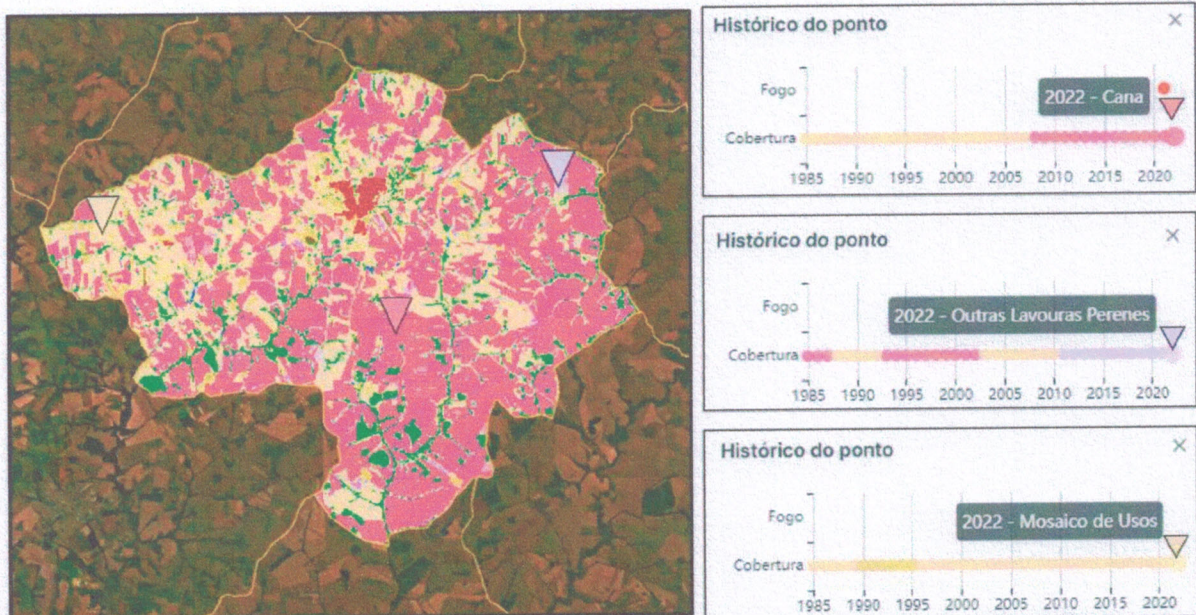 Histórico do ponto ×
Fogo
2022 - Cana
Cobertura
1985 1990 1995 2000 2005 2010 2015 2020
Histórico do ponto ×
Fogo
2022 - Outras Lavouras Perenes
Cobertura
1985 1990 1995 2000 2005 2010 2015 2020
Histórico do ponto ×
Fogo
2022 - Mosaico de Usos
Cobertura
1985 1990 1995 2000 2005 2010 2015 2020